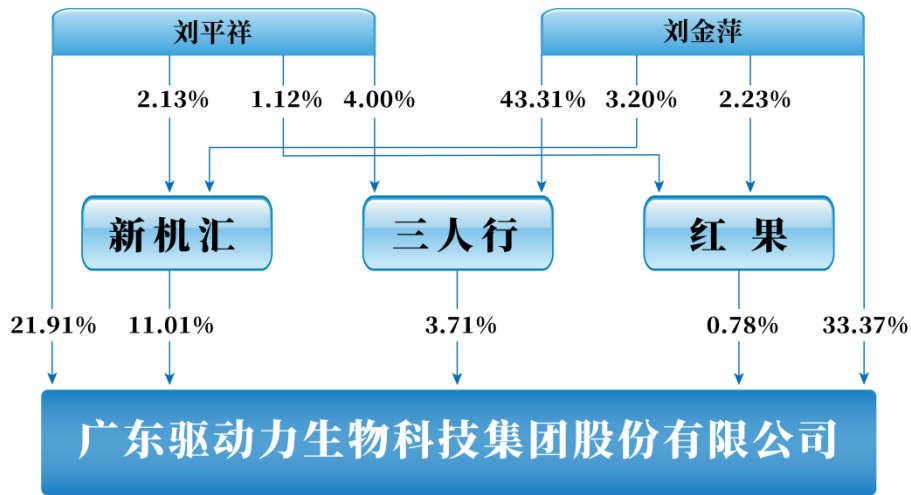 刘平祥 刘金萍
2.13% 1.12% 4.00% 43.31% 3.20% 2.23%
新机汇 三人行 红果
21.91% 11.01% 3.71% 0.78% 33.37%
广东驱动力生物科技集团股份有限公司